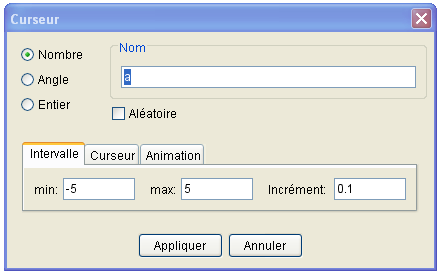 Curseur
Nombre
Angle
Entier
Nom
a
Aléatoire
Intervalle Curseur Animation
min: -5 max: 5 Incrément: 0.1
Appliquer Annuler